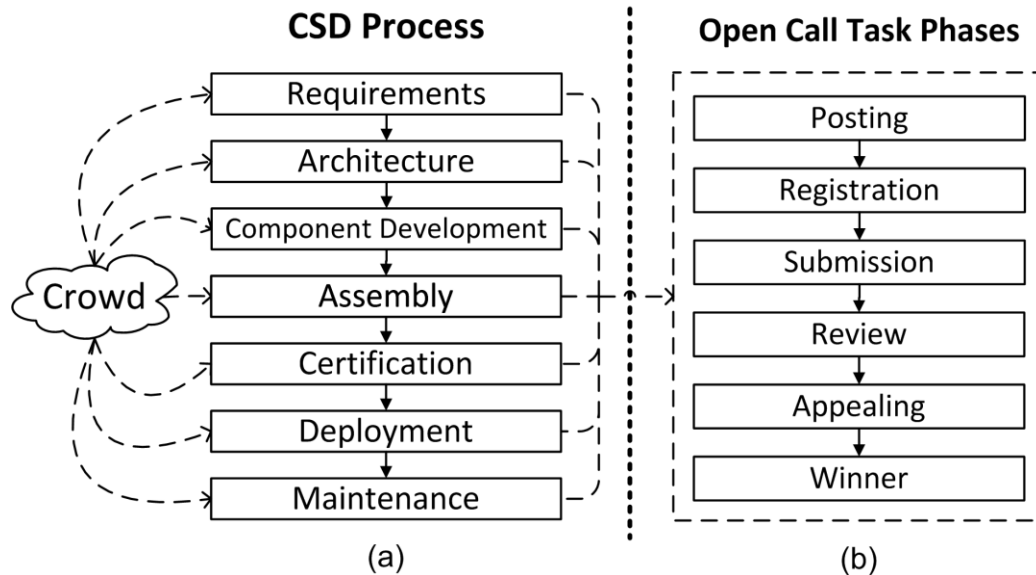 CSD Process
Requirements
Architecture
Component Development
Crowd
Assembly
Certification
Deployment
Maintenance
(a)
Open Call Task Phases
Posting
Registration
Submission
Review
Appealing
Winner
(b)